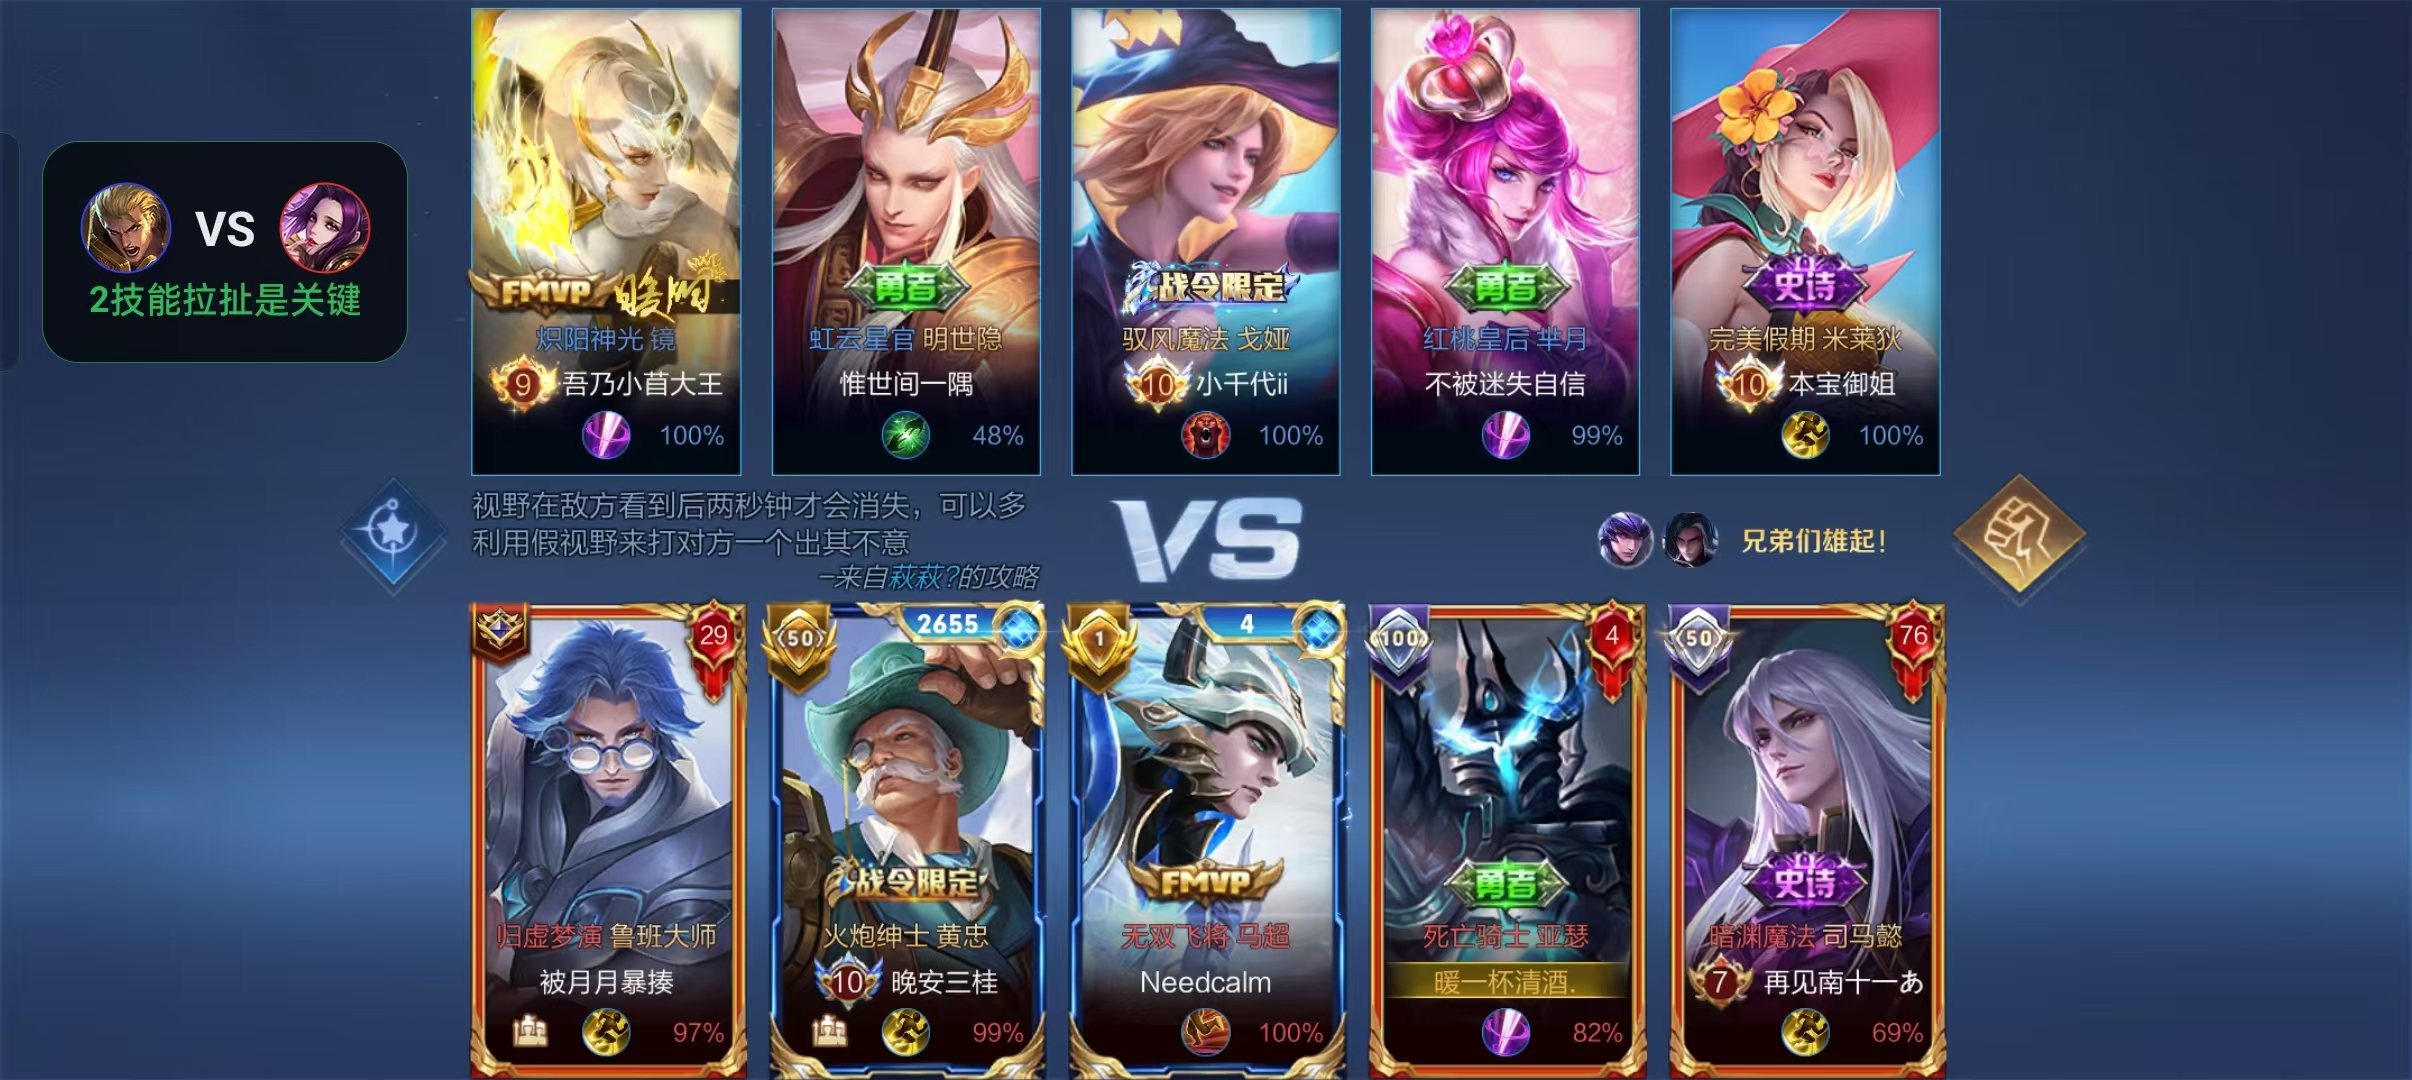 VS
2技能拉扯是关键
FMVP
炽阳神光 镜
9 吾乃小苜大王
100%
勇者
虹云星官 明世隐
惟世间一隅
48%
战令限定
驭风魔法 戈娅
10 小千代ii
100%
勇者
红桃皇后 芈月
不被迷失自信
99%
史诗
完美假期 米莱狄
10 本宝御姐
100%
视野在敌方看到后两秒钟才会消失，可以多
利用假视野来打对方一个出其不意
-来自萩萩?的攻略
VS
兄弟们雄起！
29
归虚梦演 鲁班大师
被月月暴揍
97%
50
2655
战令限定
火炮绅士 黄忠
10 晚安三桂
99%
1
4
FMVP
无双飞将 马超
Needcalm
100%
100
4
勇者
死亡骑士 亚瑟
暖一杯清酒.
82%
50
76
史诗
暗渊魔法 司马懿
7 再见南十一あ
69%